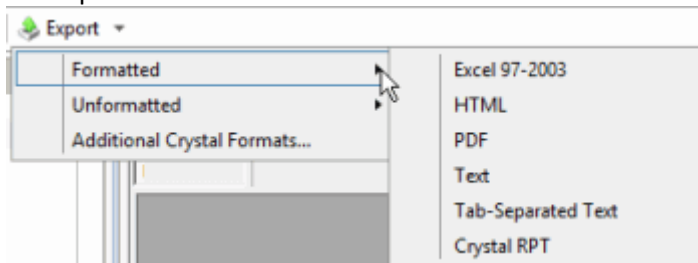 Export
Formatted
Unformatted
Additional Crystal Formats...
Excel 97-2003
HTML
PDF
Text
Tab-Separated Text
Crystal RPT